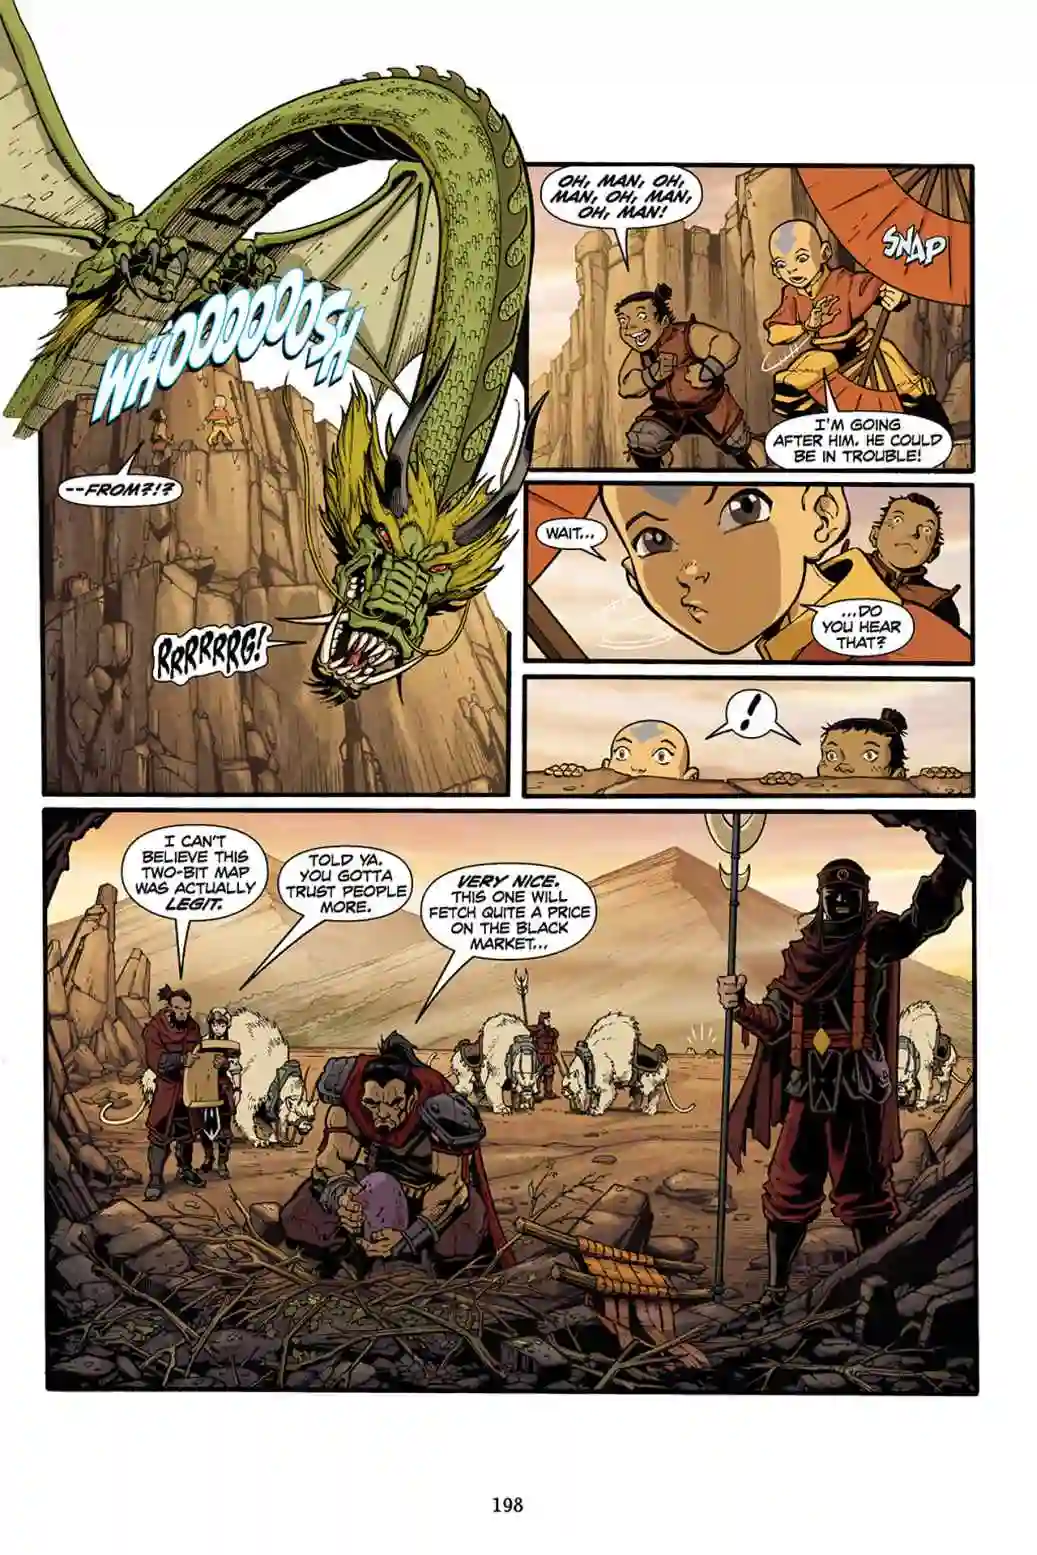 WHOOOOOOSH
--FROM?!?
RRRRRRG!
OH, MAN, OH,
MAN, OH, MAN,
OH, MAN!
SNAP
I'M GOING
AFTER HIM. HE COULD
BE IN TROUBLE!
WAIT...
...DO
YOU HEAR
THAT?
!
I CAN'T
BELIEVE THIS
TWO-BIT MAP
WAS ACTUALLY
LEGIT.
TOLD YA.
YOU GOTTA
TRUST PEOPLE
MORE.
VERY NICE.
THIS ONE WILL
FETCH QUITE A PRICE
ON THE BLACK
MARKET...
198